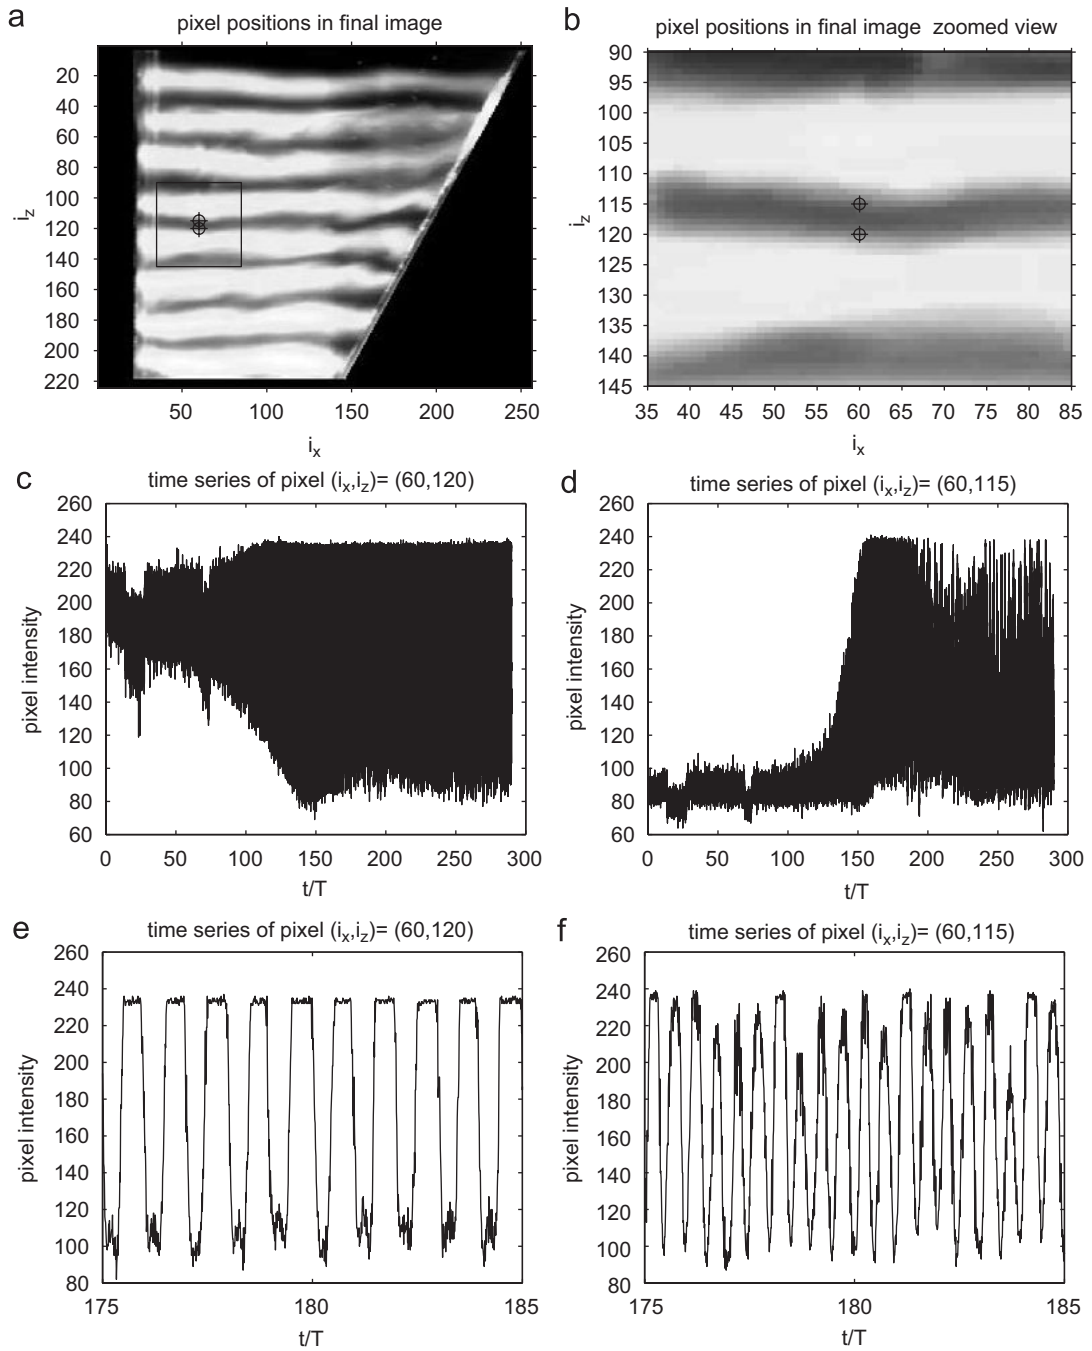 a
pixel positions in final image
20
40
60
80
100
120
140
160
180
200
220
i_z
50
100
150
200
250
i_x
b
pixel positions in final image zoomed view
90
95
100
105
110
115
120
125
130
135
140
145
i_z
35 40 45 50 55 60 65 70 75 80 85
i_x
c
time series of pixel (i_x,i_z)= (60,120)
260
240
220
200
180
160
140
120
100
80
60
pixel intensity
0 50 100 150 200 250 300
t/T
d
time series of pixel (i_x,i_z)= (60,115)
260
240
220
200
180
160
140
120
100
80
60
pixel intensity
0 50 100 150 200 250 300
t/T
e
time series of pixel (i_x,i_z)= (60,120)
260
240
220
200
180
160
140
120
100
80
pixel intensity
175 180 185
t/T
f
time series of pixel (i_x,i_z)= (60,115)
260
240
220
200
180
160
140
120
100
80
pixel intensity
175 180 185
t/T